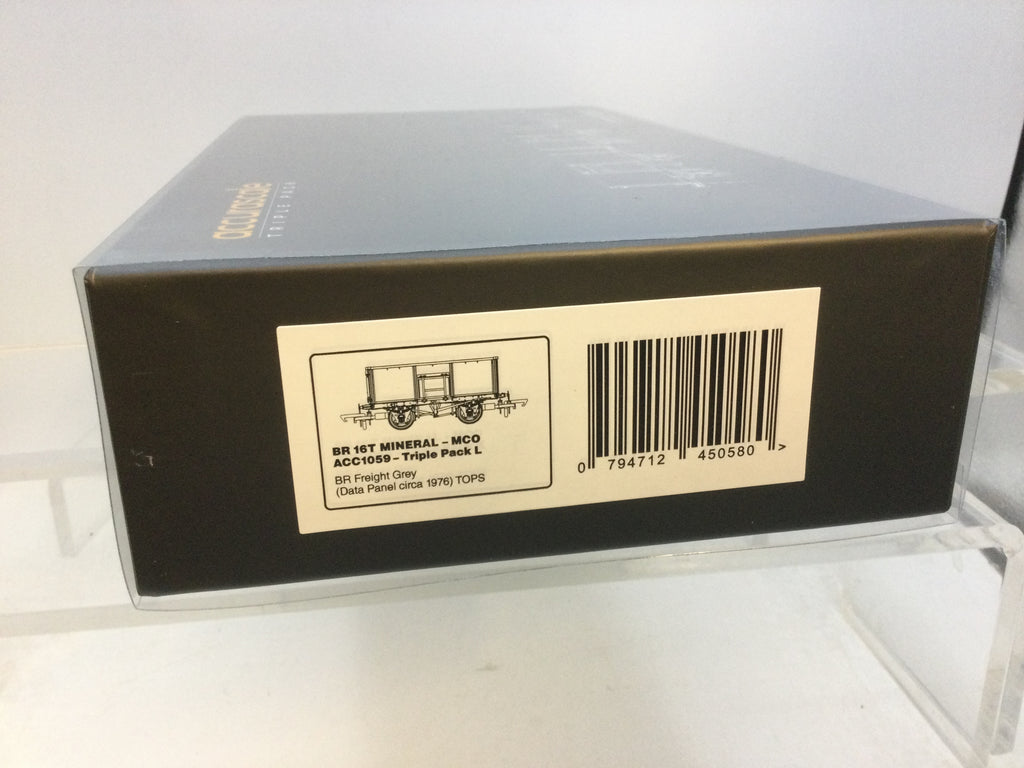 accurascale
TRIPLE PACK
BR 16T MINERAL – MCO
ACC1059 – Triple Pack L
BR Freight Grey
(Data Panel circa 1976) TOPS
0 794712 450580 >